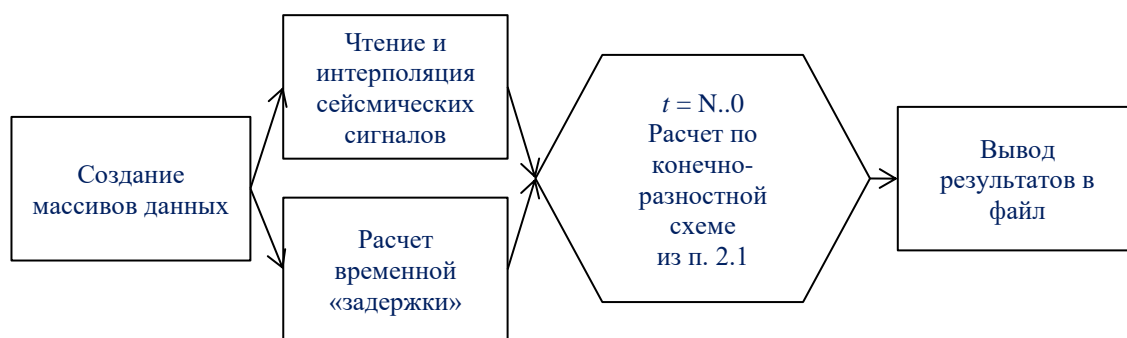 Создание
массивов данных
Чтение и
интерполяция
сейсмических
сигналов
Расчет
временной
«задержки»
t = N..0
Расчет по
конечно-
разностной
схеме
из п. 2.1
Вывод
результатов в
файл